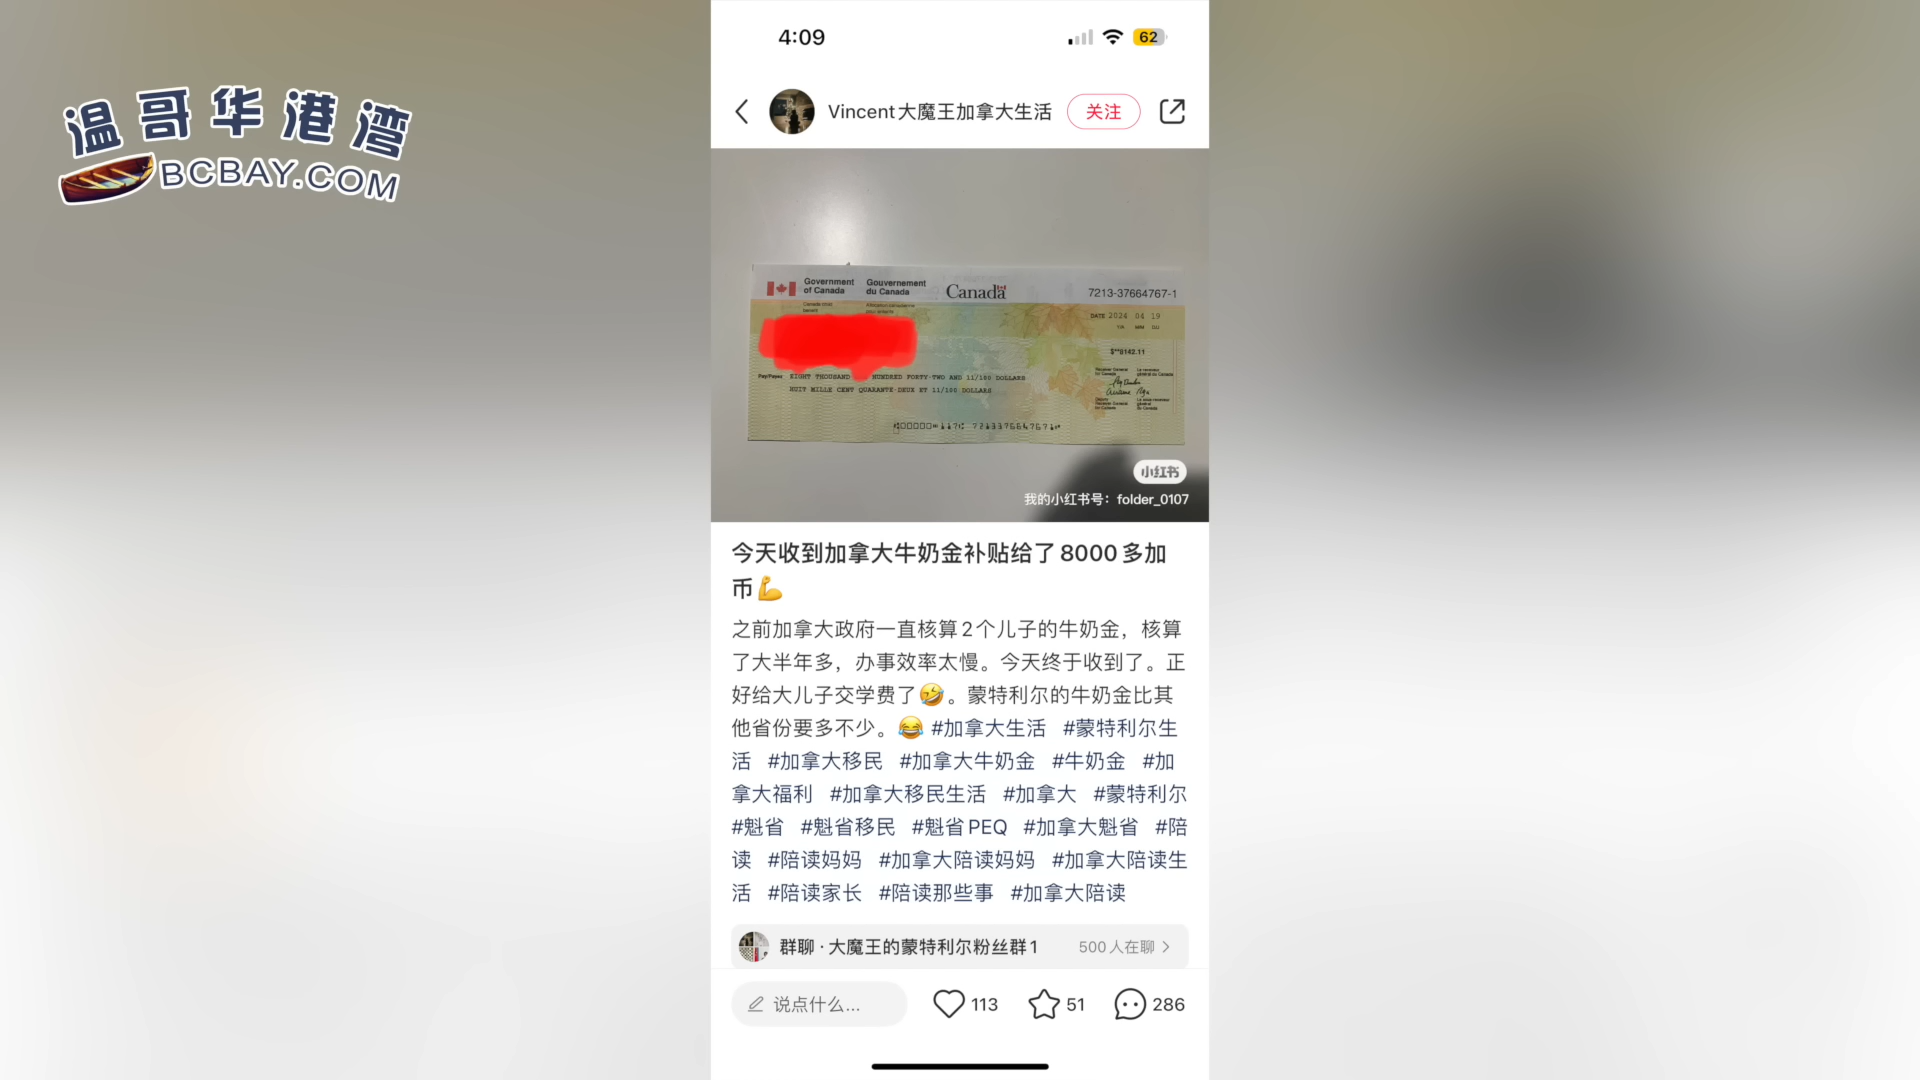 温哥华港湾
BCBAY.COM
4:09
62
Vincent大魔王加拿大生活
关注
Government of Canada
Gouvernement du Canada
Canada
7213-37664767-1
DATE 2024 04 19
$**8142.11
Pay/Payez EIGHT THOUSAND HUNDRED FORTY-TWO AND 11/100 DOLLARS
HUIT MILLE CENT QUARANTE-DEUX ET 11/100 DOLLARS
小红书
我的小红书号：folder_0107
今天收到加拿大牛奶金补贴给了8000多加
币💪
之前加拿大政府一直核算2个儿子的牛奶金，核算
了大半年多，办事效率太慢。今天终于收到了。正
好给大儿子交学费了🤣。蒙特利尔的牛奶金比其
他省份要多不少。😂 #加拿大生活 #蒙特利尔生
活 #加拿大移民 #加拿大牛奶金 #牛奶金 #加
拿大福利 #加拿大移民生活 #加拿大 #蒙特利尔
#魁省 #魁省移民 #魁省PEQ #加拿大魁省 #陪
读 #陪读妈妈 #加拿大陪读妈妈 #加拿大陪读生
活 #陪读家长 #陪读那些事 #加拿大陪读
群聊 · 大魔王的蒙特利尔粉丝群1
500人在聊
说点什么...
113
51
286